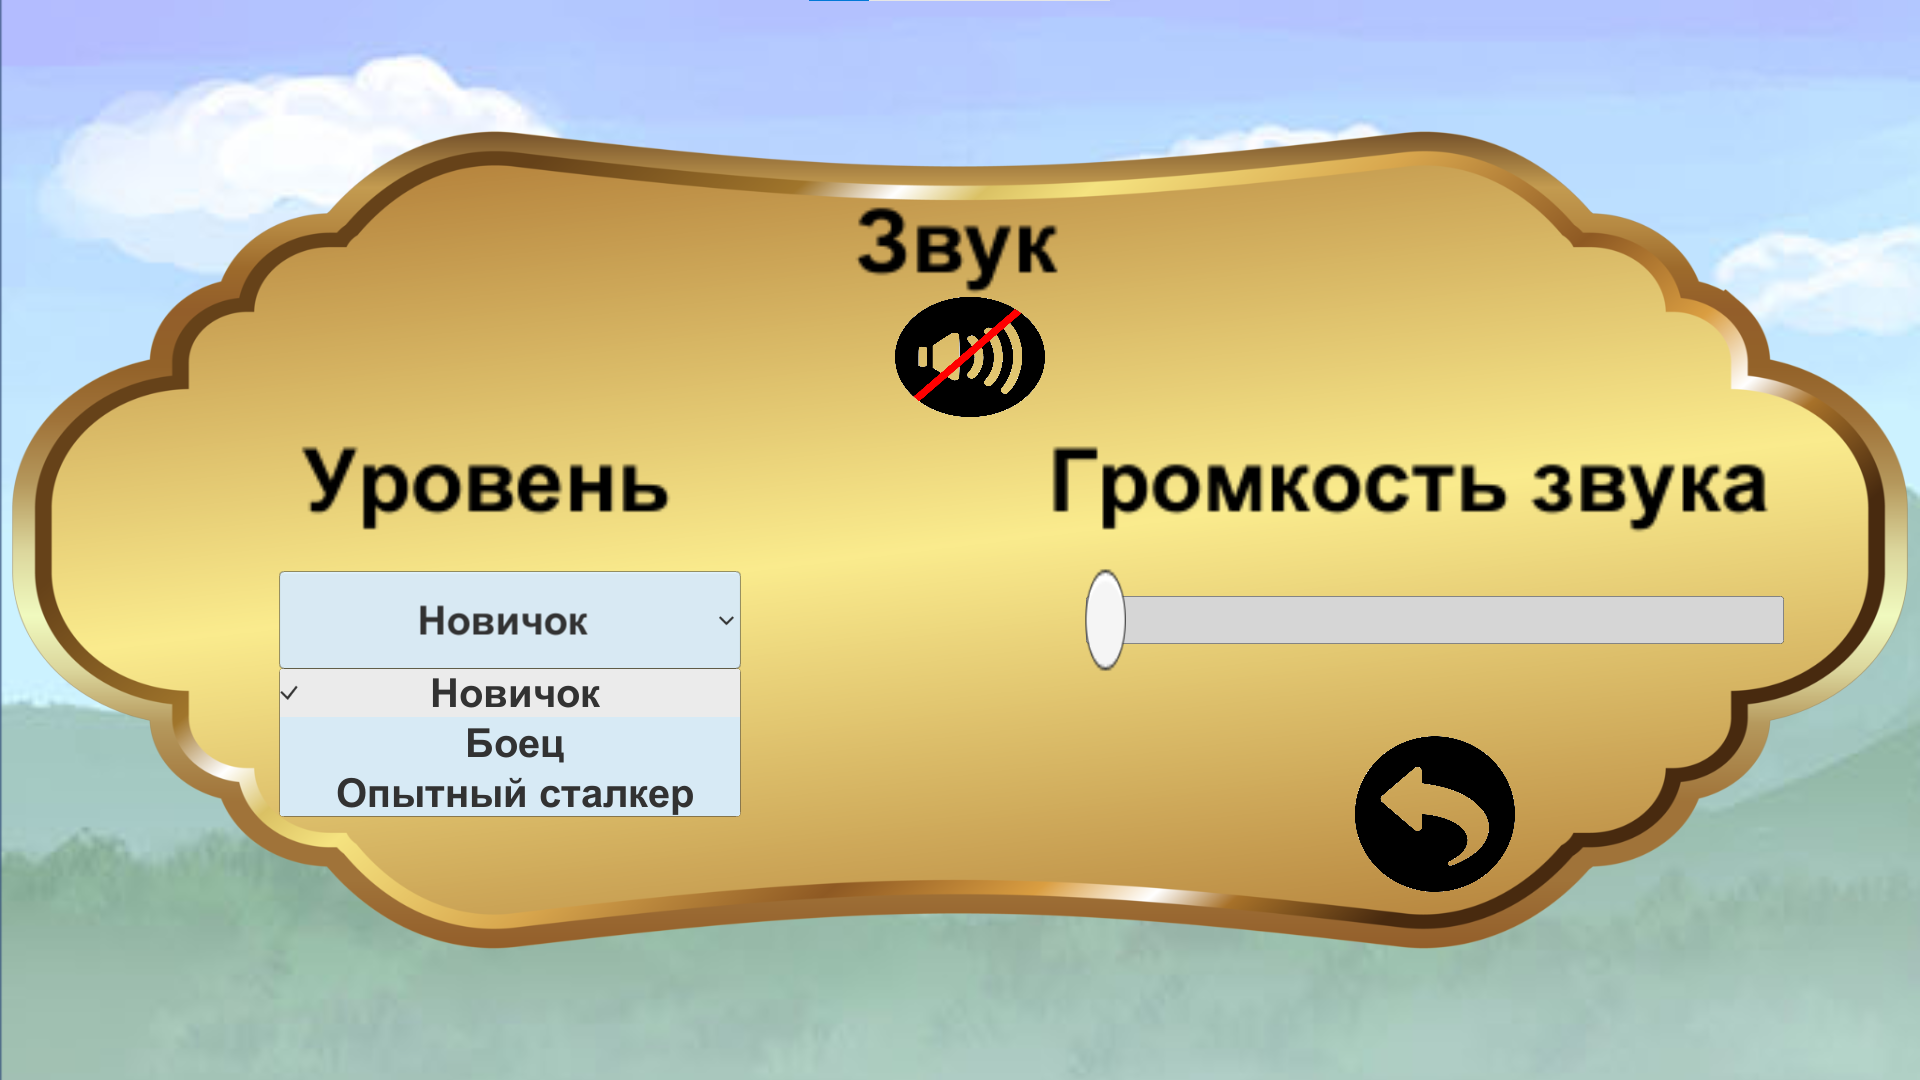 Звук
Уровень
Громкость звука
Новичок
Новичок
Боец
Опытный сталкер